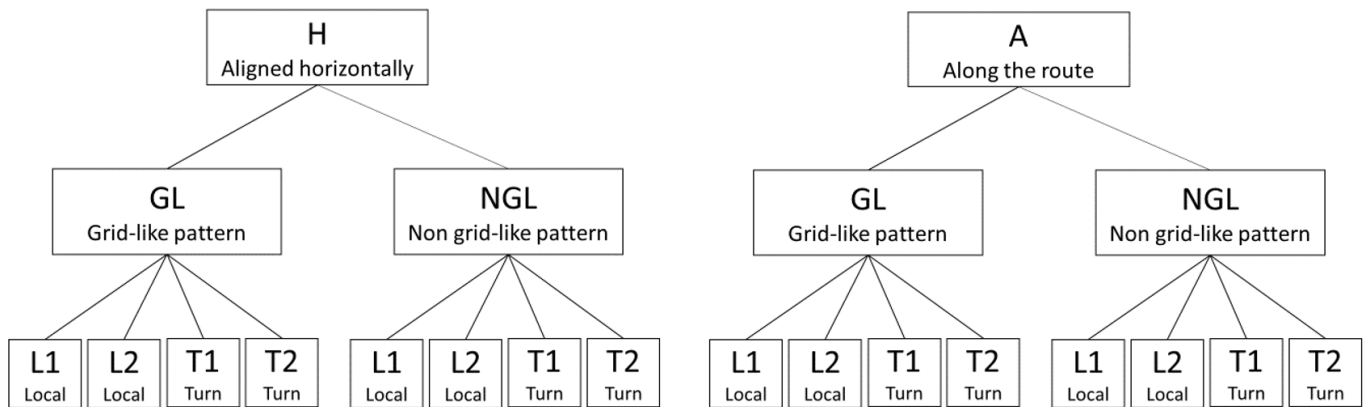 H
Aligned horizontally
A
Along the route
GL
Grid-like pattern
NGL
Non grid-like pattern
GL
Grid-like pattern
NGL
Non grid-like pattern
L1
Local
L2
Local
T1
Turn
T2
Turn
L1
Local
L2
Local
T1
Turn
T2
Turn
L1
Local
L2
Local
T1
Turn
T2
Turn
L1
Local
L2
Local
T1
Turn
T2
Turn